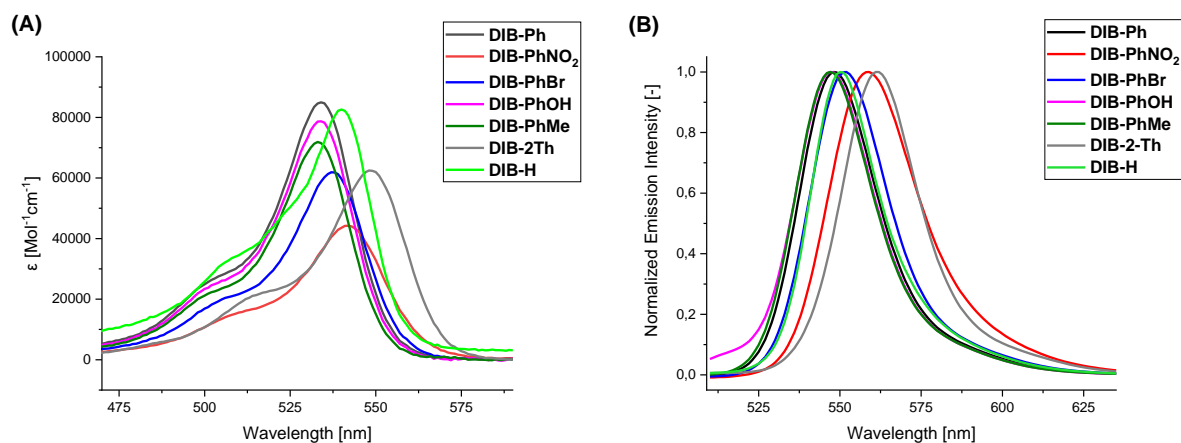 (A)
DIB-Ph
DIB-PhNO₂
DIB-PhBr
DIB-PhOH
DIB-PhMe
DIB-2Th
DIB-H
100000
80000
60000
40000
20000
0
-10000
475
500
525
550
575
ε [Mol⁻¹cm⁻¹]
Wavelength [nm]
(B)
DIB-Ph
DIB-PhNO₂
DIB-PhBr
DIB-PhOH
DIB-PhMe
DIB-2-Th
DIB-H
1,0
0,8
0,6
0,4
0,2
0,0
525
550
575
600
625
Normalized Emission Intensity [-]
Wavelength [nm]